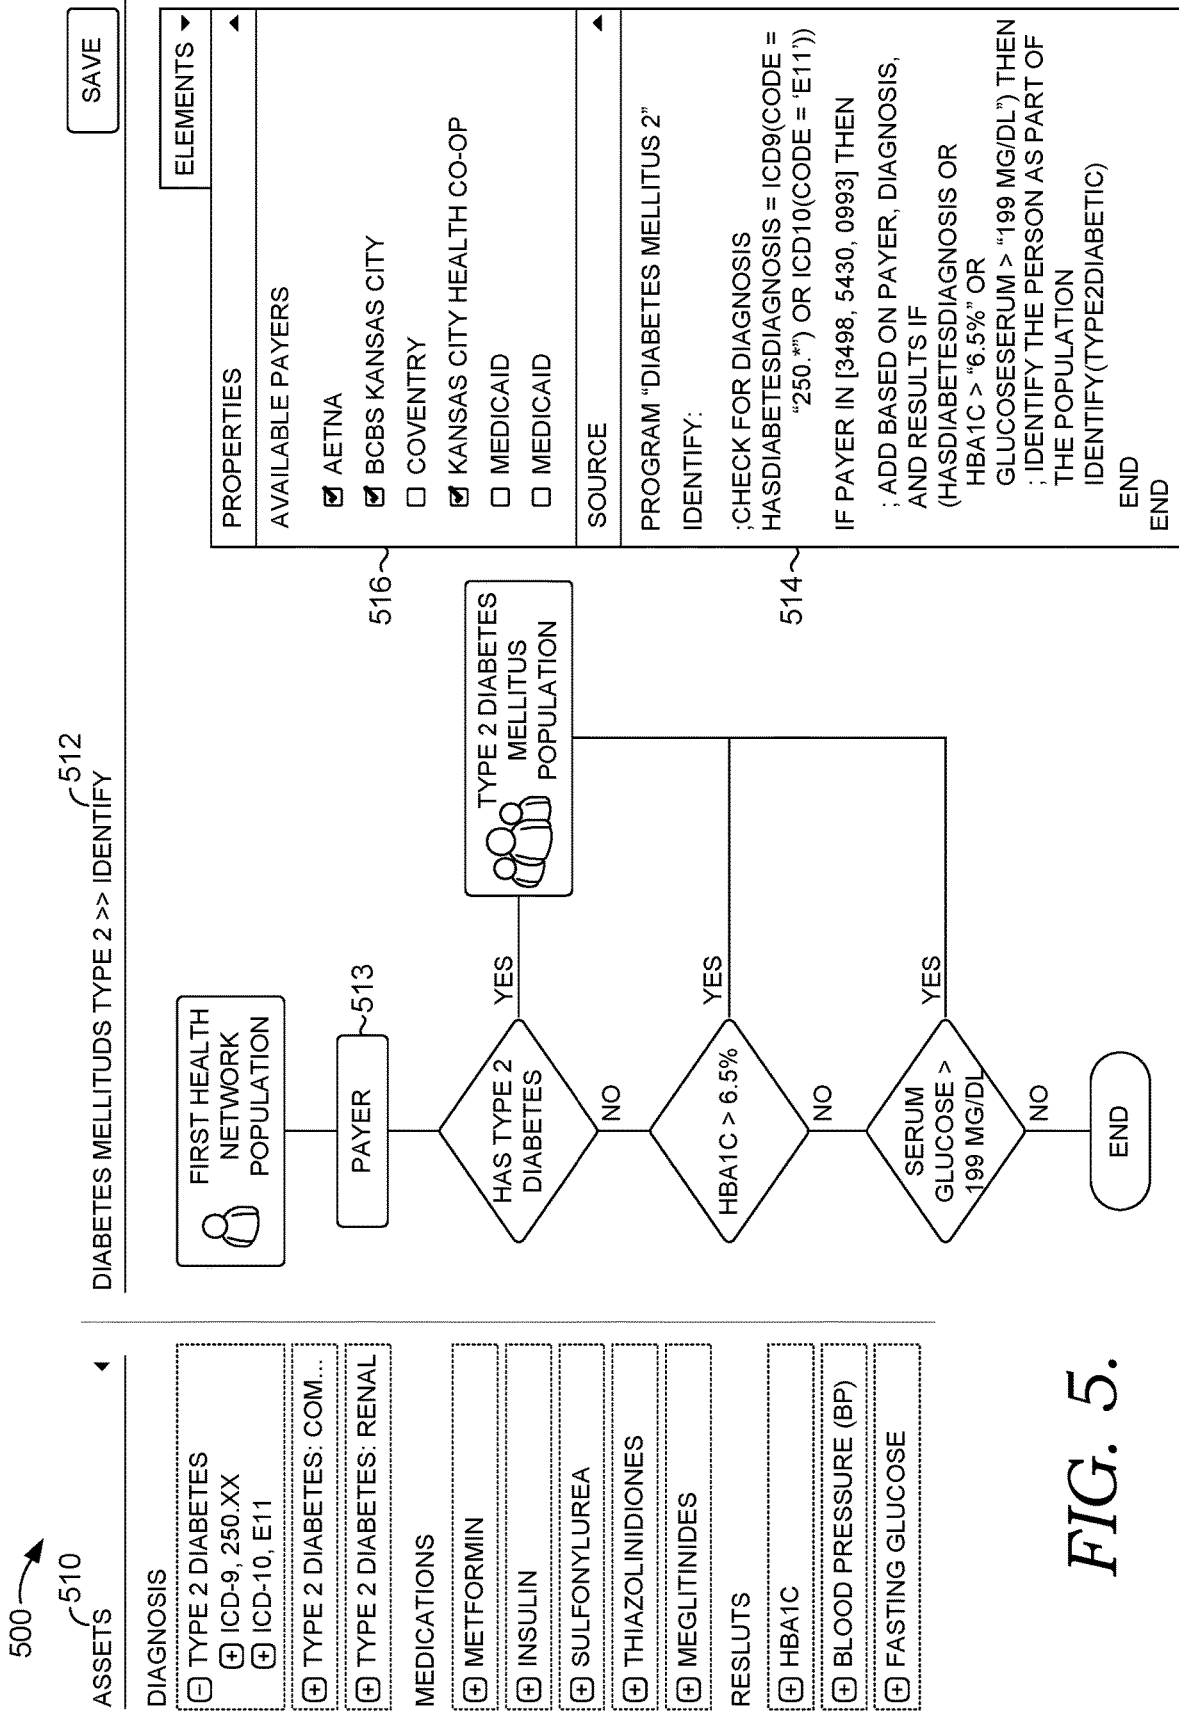 500
510
ASSETS
DIAGNOSIS
TYPE 2 DIABETES
ICD-9, 250.XX
ICD-10, E11
TYPE 2 DIABETES: COM...
TYPE 2 DIABETES: RENAL
MEDICATIONS
METFORMIN
INSULIN
SULFONYLUREA
THIAZOLINIDIONES
MEGLITINIDES
RESLUTS
HBA1C
BLOOD PRESSURE (BP)
FASTING GLUCOSE
512
DIABETES MELLITUDS TYPE 2 >> IDENTIFY
FIRST HEALTH
NETWORK
POPULATION
PAYER
513
HAS TYPE 2
DIABETES
YES
NO
TYPE 2 DIABETES
MELLITUS
POPULATION
HBA1C > 6.5%
YES
NO
SERUM
GLUCOSE >
199 MG/DL
YES
NO
END
SAVE
ELEMENTS
PROPERTIES
516
AVAILABLE PAYERS
AETNA
BCBS KANSAS CITY
COVENTRY
KANSAS CITY HEALTH CO-OP
MEDICAID
MEDICAID
SOURCE
514
PROGRAM “DIABETES MELLITUS 2”
IDENTIFY:
;CHECK FOR DIAGNOSIS
HASDIABETESDIAGNOSIS = ICD9(CODE =
“250.*”) OR ICD10(CODE = ‘E11’))
IF PAYER IN [3498, 5430, 0993] THEN
; ADD BASED ON PAYER, DIAGNOSIS,
AND RESULTS IF
(HASDIABETESDIAGNOSIS OR
HBA1C > “6.5%” OR
GLUCOSESERUM > “199 MG/DL”) THEN
; IDENTIFY THE PERSON AS PART OF
THE POPULATION
IDENTIFY(TYPE2DIABETIC)
END
END
FIG. 5.